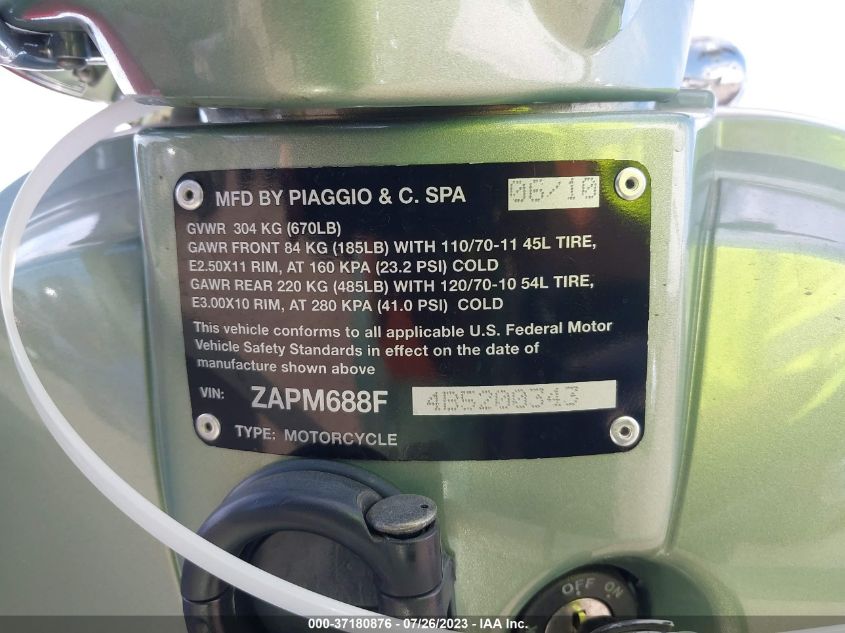 MFD BY PIAGGIO & C. SPA 06/10
GVWR 304 KG (670LB)
GAWR FRONT 84 KG (185LB) WITH 110/70-11 45L TIRE,
E2.50X11 RIM, AT 160 KPA (23.2 PSI) COLD
GAWR REAR 220 KG (485LB) WITH 120/70-10 54L TIRE,
E3.00X10 RIM, AT 280 KPA (41.0 PSI) COLD
This vehicle conforms to all applicable U.S. Federal Motor
Vehicle Safety Standards in effect on the date of
manufacture shown above
VIN: ZAPM688F 4B5200343
TYPE: MOTORCYCLE
OFF ON
000-37180876 - 07/26/2023 - IAA Inc.